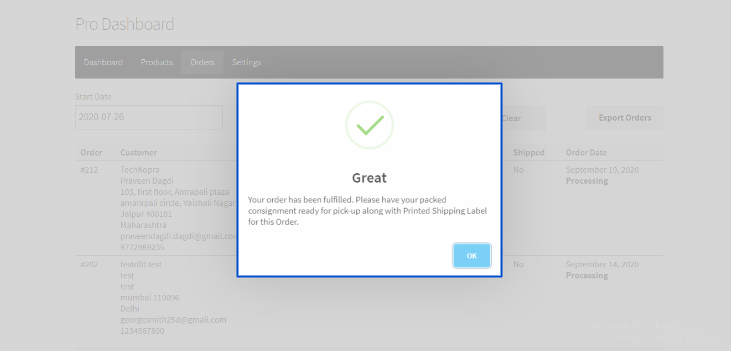 Pro Dashboard
Dashboard Products Orders Settings
Start Date
2020-07-26 Clear Export Orders
Order Customer Shipped Order Date
Great
Your order has been fulfilled. Please have your packed
consignment ready for pick-up along with Printed Shipping Label
for this Order.
OK
#212 TechKopra No September 19, 2020
Praveen Dagdi Processing
103, first floor, Amrapali plaza
amarapali circle, Vaishali Nagar
Jaipur
Maharashtra
praveendagdi.dagdi@gmail.com
9772989235
#202 test No September 14, 2020
test Processing
test
mumbai 110096
Delhi
georgesmith25d@gmail.com
1234567890